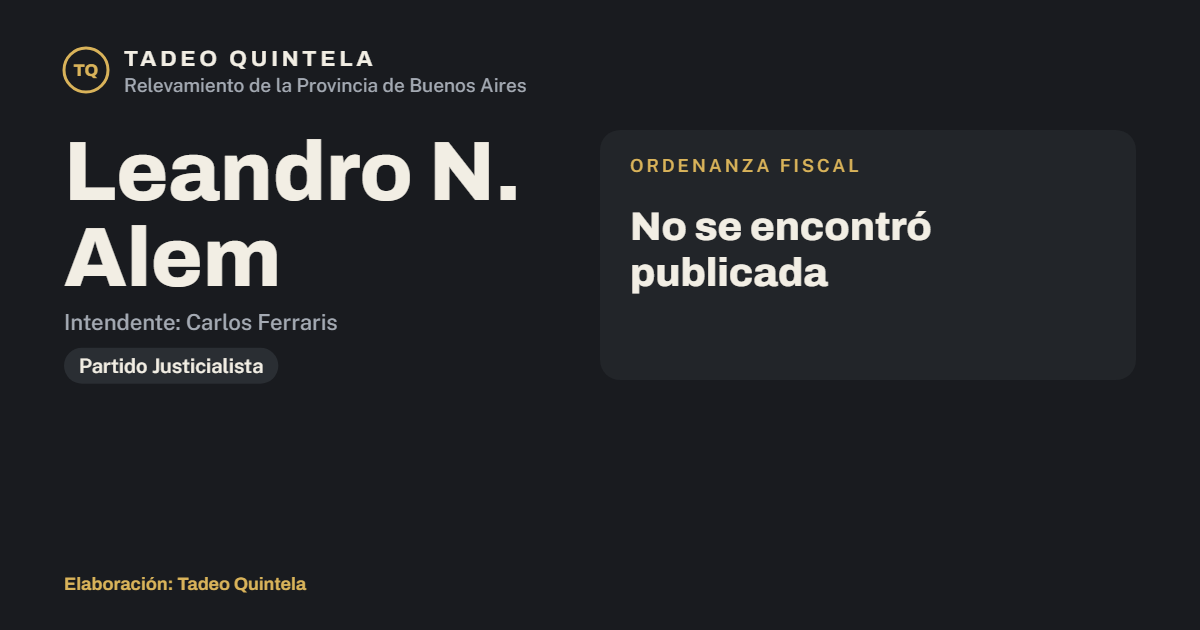 TQ
TADEO QUINTELA
Relevamiento de la Provincia de Buenos Aires
Leandro N.
Alem
Intendente: Carlos Ferraris
Partido Justicialista
ORDENANZA FISCAL
No se encontró
publicada
Elaboración: Tadeo Quintela